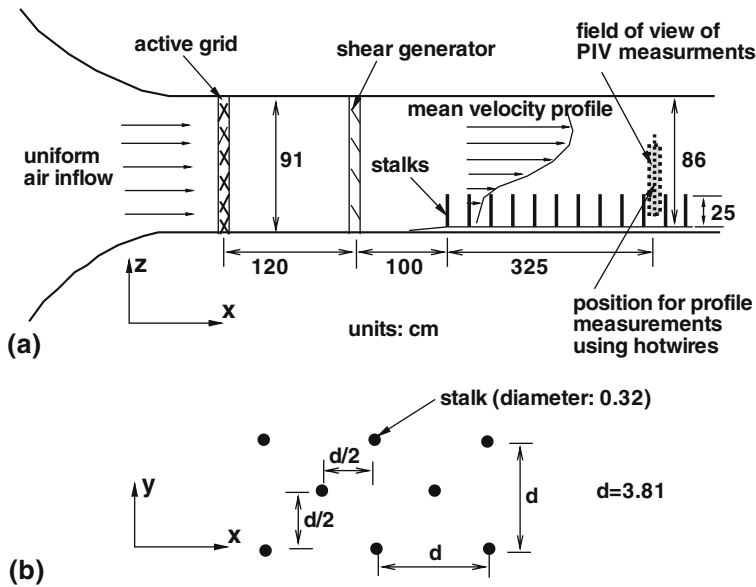 active grid
shear generator
field of view of
PIV measurments
mean velocity profile
uniform
air inflow
91
stalks
86
25
120
100
325
z
x
units: cm
position for profile
measurements
using hotwires
(a)
stalk (diameter: 0.32)
d/2
y
d/2
d
d=3.81
x
d
(b)